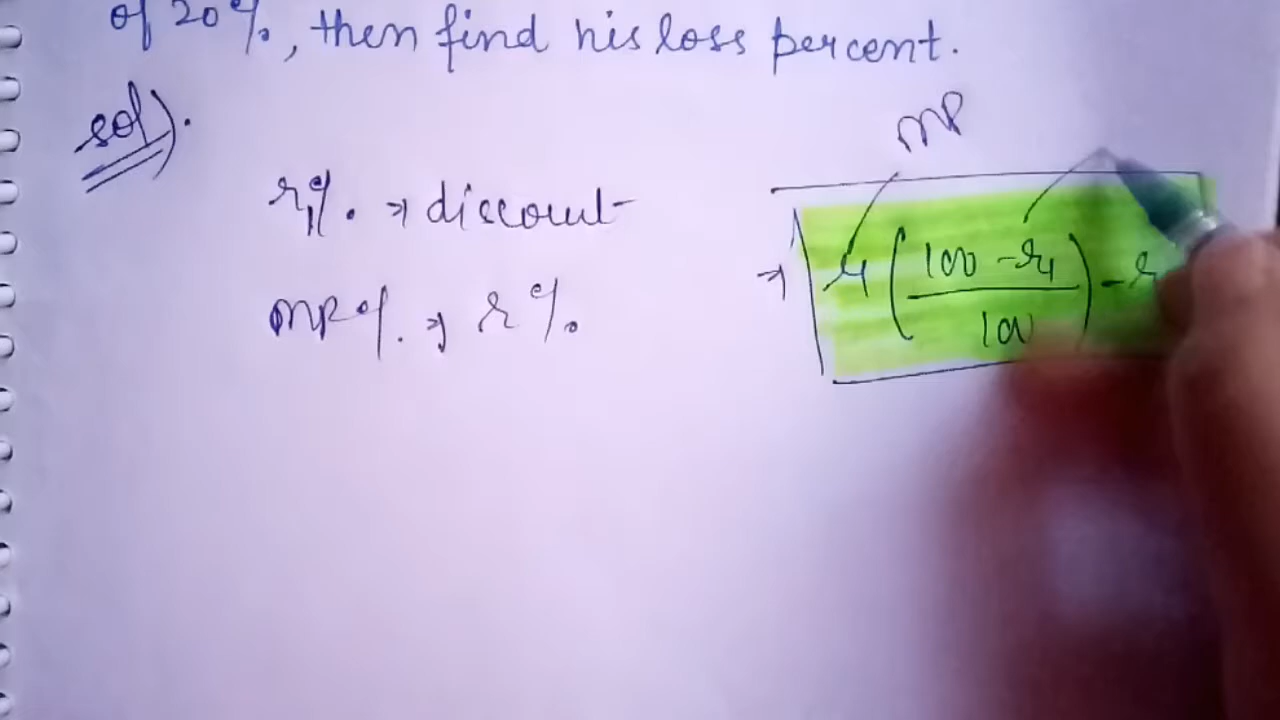 of 20%, then find his loss percent.
sol).
r₁%. → discount
MP%. → r%.
MP
→ r (100 - r₁ / 100) - r